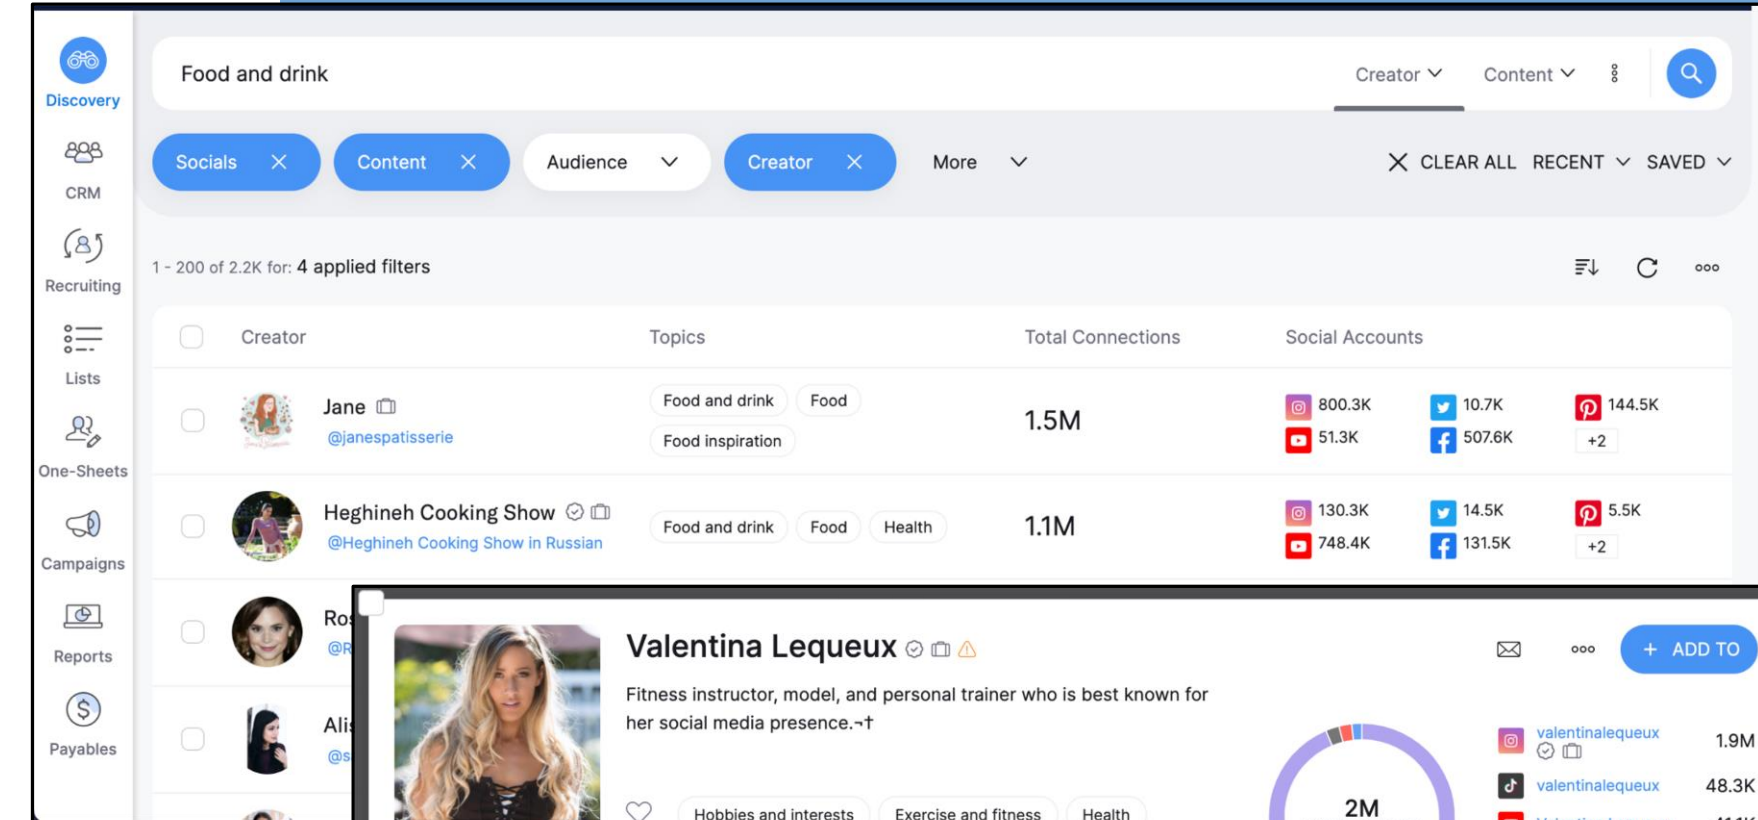 Food and drink
Creator
Content
Discovery
Socials
Content
Audience
Creator
More
CLEAR ALL
RECENT
SAVED
CRM
1 - 200 of 2.2K for: 4 applied filters
Recruiting
Creator
Topics
Total Connections
Social Accounts
Lists
Jane
@janespatisserie
Food and drink
Food
Food inspiration
1.5M
800.3K
10.7K
144.5K
51.3K
507.6K
+2
One-Sheets
Heghineh Cooking Show
@Heghineh Cooking Show in Russian
Food and drink
Food
Health
1.1M
130.3K
14.5K
5.5K
748.4K
131.5K
+2
Campaigns
Reports
Payables
Valentina Lequeux
+ ADD TO
Fitness instructor, model, and personal trainer who is best known for
her social media presence.¬†
valentinalequeux
1.9M
valentinalequeux
48.3K
2M
Hobbies and interests
Exercise and fitness
Health